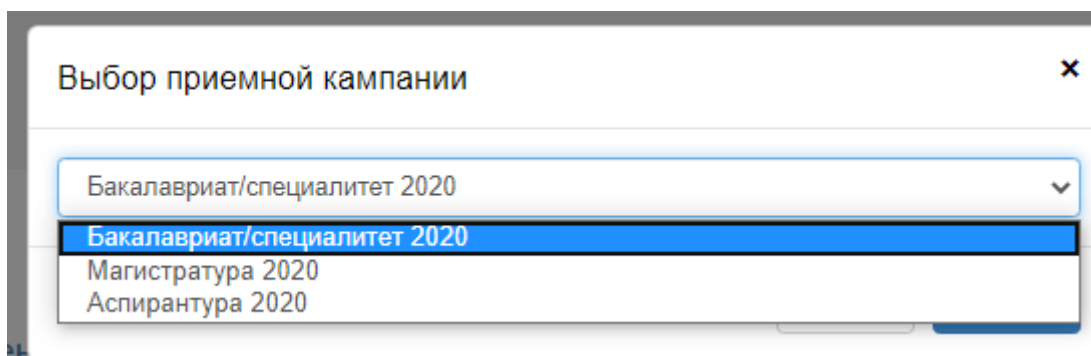 Выбор приемной кампании
×
Бакалавриат/специалитет 2020
Бакалавриат/специалитет 2020
Магистратура 2020
Аспирантура 2020